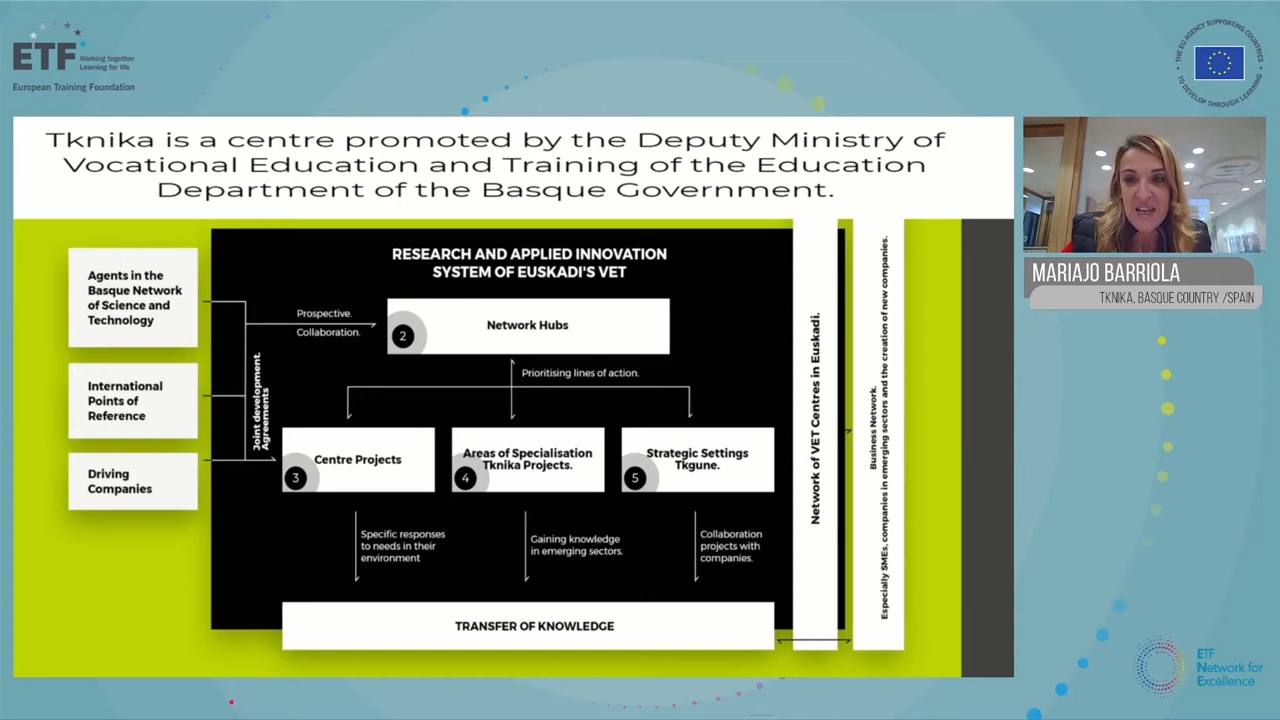 ETF
Working together
Learning for life
European Training Foundation
THE EU AGENCY SUPPORTING COUNTRIES
TO DEVELOP THROUGH LEARNING
Tknika is a centre promoted by the Deputy Ministry of
Vocational Education and Training of the Education
Department of the Basque Government.
MARIAJO BARRIOLA
TKNIKA, BASQUE COUNTRY /SPAIN
RESEARCH AND APPLIED INNOVATION
SYSTEM OF EUSKADI'S VET
Agents in the
Basque Network
of Science and
Technology
International
Points of
Reference
Driving
Companies
Joint development.
Agreements
Prospective.
Collaboration.
2
Network Hubs
Prioritising lines of action.
3
Centre Projects
4
Areas of Specialisation
Tknika Projects.
5
Strategic Settings
Tkgune.
Specific responses
to needs in their
environment
Gaining knowledge
in emerging sectors.
Collaboration
projects with
companies.
TRANSFER OF KNOWLEDGE
Network of VET Centres in Euskadi.
Business Network.
Especially SMEs, companies in emerging sectors and the creation of new companies.
ETF
Network for
Excellence